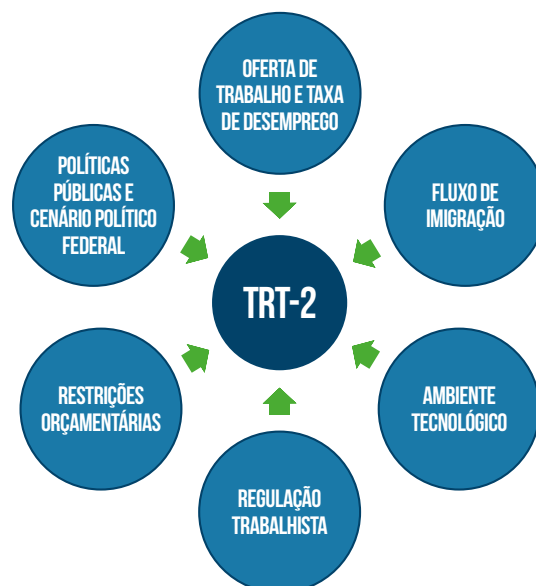 OFERTA DE
TRABALHO E TAXA
DE DESEMPREGO
POLÍTICAS
PÚBLICAS E
CENÁRIO POLÍTICO
FEDERAL
FLUXO DE
IMIGRAÇÃO
TRT-2
RESTRIÇÕES
ORÇAMENTÁRIAS
AMBIENTE
TECNOLÓGICO
REGULAÇÃO
TRABALHISTA